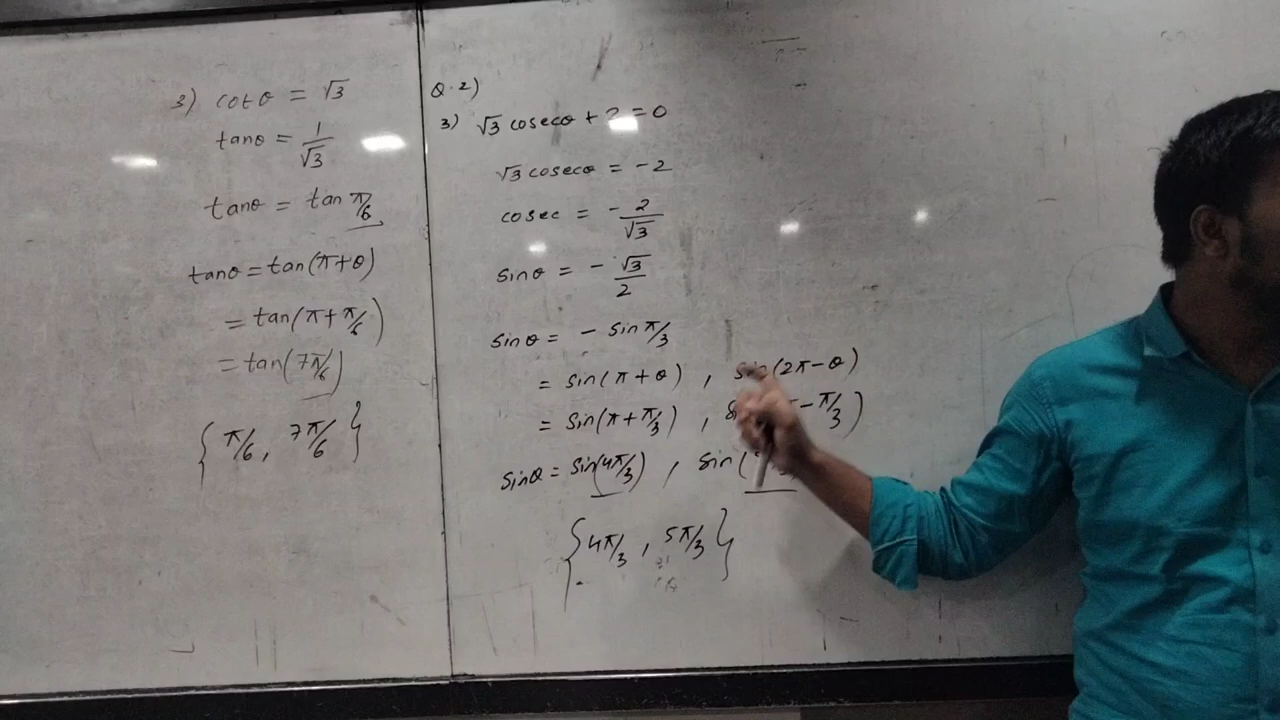 3) cotθ = √3
tanθ = 1/√3
tanθ = tan π/6
tanθ = tan(π+θ)
= tan(π+π/6)
= tan(7π/6)
{π/6, 7π/6}
Q.2)
3) √3 cosecθ + = 0
√3 cosecθ = -2
cosec = -2/√3
sinθ = -√3/2
sinθ = - sin π/3
= sin(π+θ), sin(2π-θ)
= sin(π+π/3), - π/3)
sinθ = sin(4π/3), sin(
{4π/3, 5π/3}